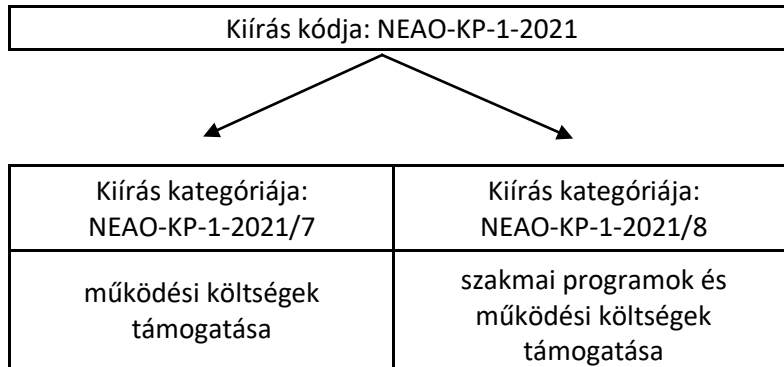 Kiírás kódja: NEAO-KP-1-2021
Kiírás kategóriája:
NEAO-KP-1-2021/7
Kiírás kategóriája:
NEAO-KP-1-2021/8
működési költségek
támogatása
szakmai programok és
működési költségek
támogatása